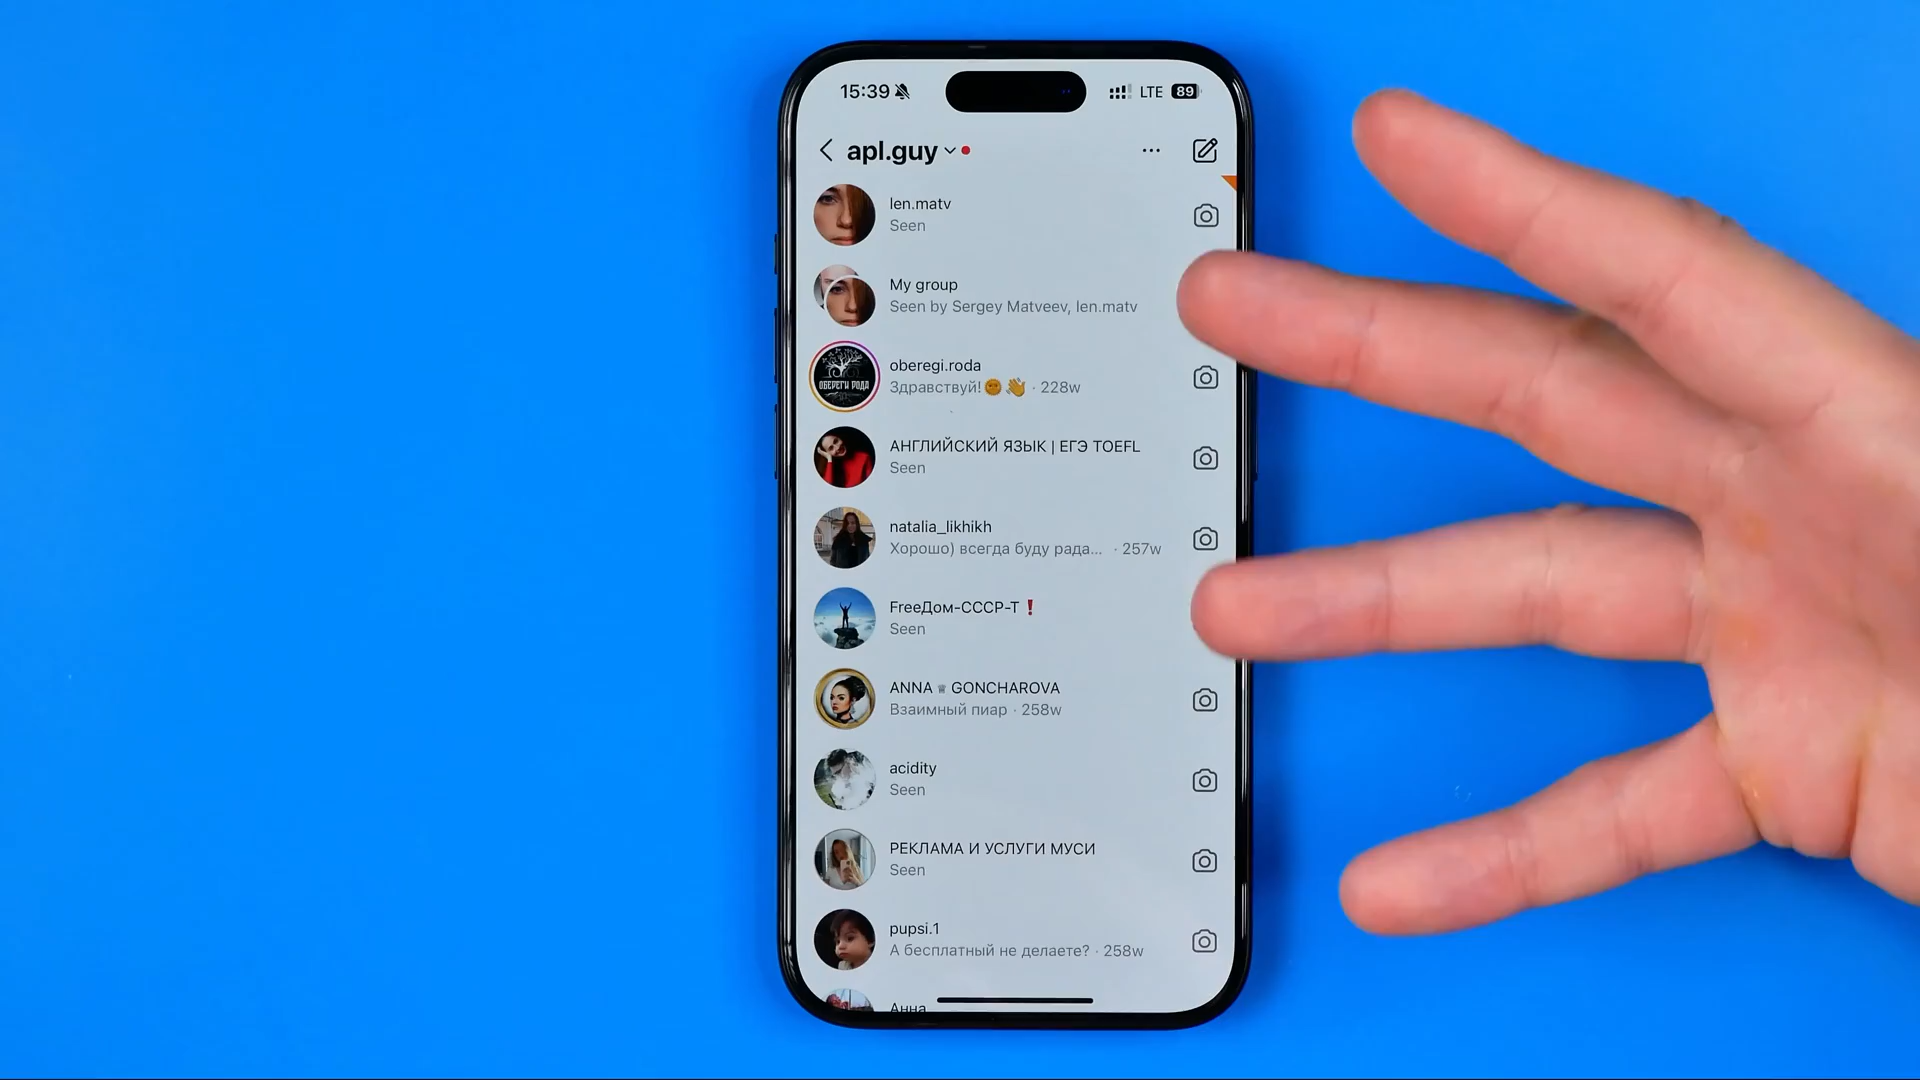 15:39 LTE 89
apl.guy
len.matv
Seen
My group
Seen by Sergey Matveev, len.matv
oberegi.roda
Здравствуй!🌞👋 · 228w
ОБЕРЕГИ РОДА
АНГЛИЙСКИЙ ЯЗЫК | ЕГЭ TOEFL
Seen
natalia_likhikh
Хорошо) всегда буду рада... · 257w
FreeДом-СССР-Т❗
Seen
ANNA ♕ GONCHAROVA
Взаимный пиар · 258w
acidity
Seen
РЕКЛАМА И УСЛУГИ МУСИ
Seen
pupsi.1
А бесплатный не делаете? · 258w
Анна